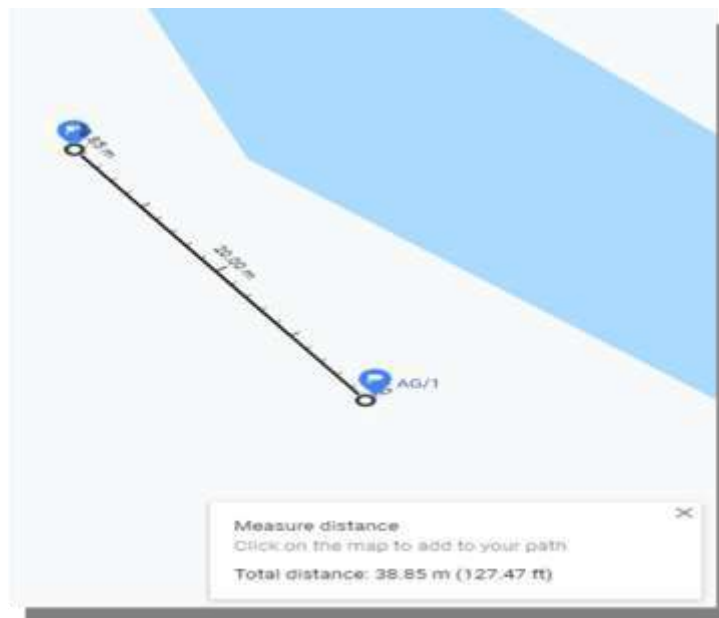 20.00 m
AG/1
Measure distance
Click on the map to add to your path
Total distance: 38.85 m (127.47 ft)